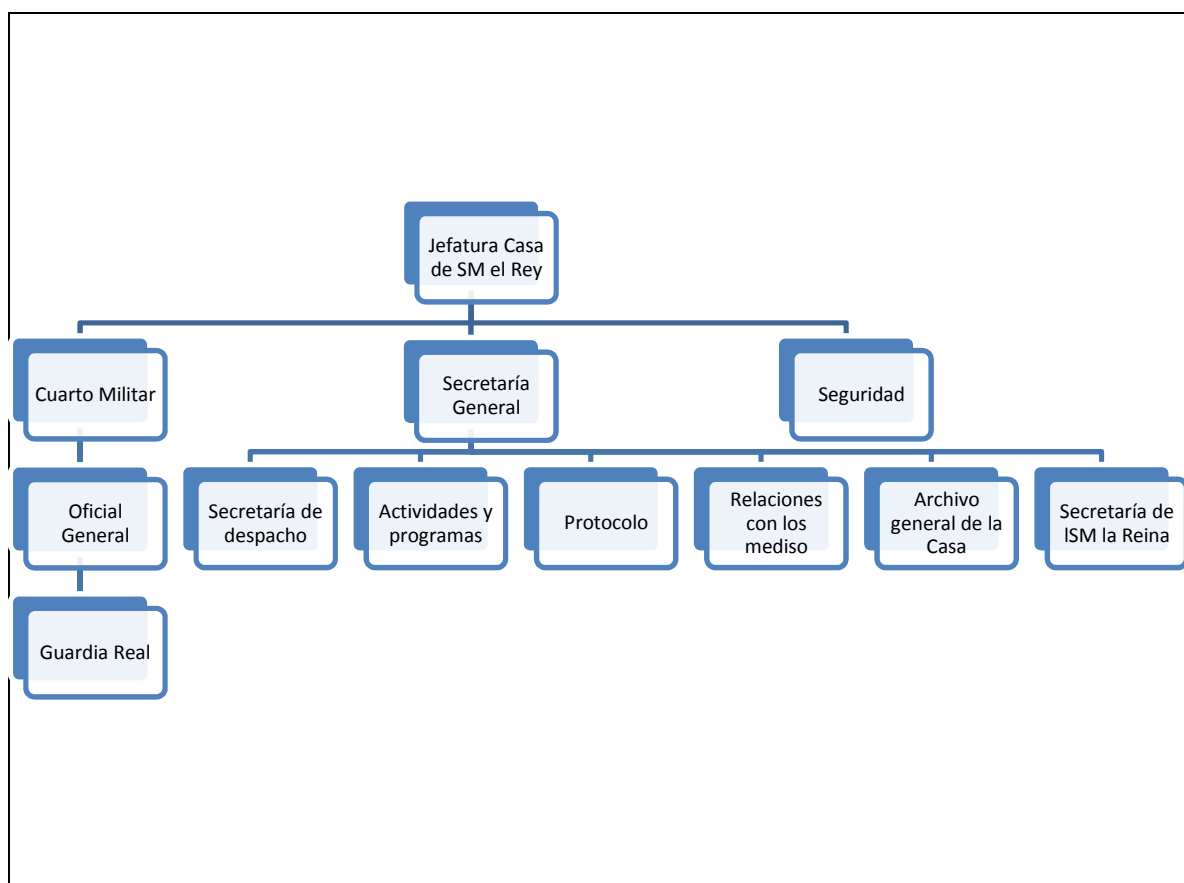 Jefatura Casa
de SM el Rey
Cuarto Militar
Secretaría
General
Seguridad
Oficial
General
Secretaría de
despacho
Actividades y
programas
Protocolo
Relaciones
con los
mediso
Archivo
general de la
Casa
Secretaría de
lSM la Reina
Guardia Real